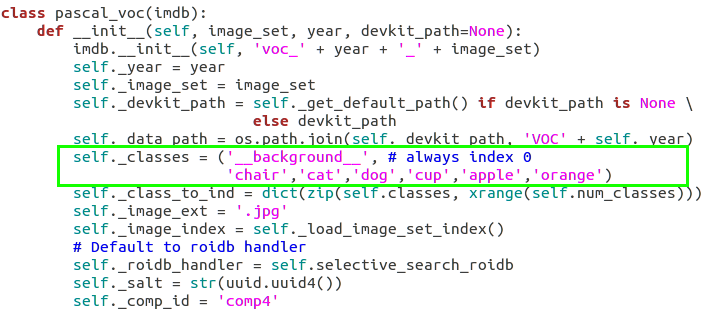 class pascal_voc(imdb):
    def __init__(self, image_set, year, devkit_path=None):
        imdb.__init__(self, 'voc_' + year + '_' + image_set)
        self._year = year
        self._image_set = image_set
        self._devkit_path = self._get_default_path() if devkit_path is None \
                            else devkit_path
        self._data_path = os.path.join(self._devkit_path, 'VOC' + self._year)
        self._classes = ('__background__', # always index 0
                         'chair','cat','dog','cup','apple','orange')
        self._class_to_ind = dict(zip(self.classes, xrange(self.num_classes)))
        self._image_ext = '.jpg'
        self._image_index = self._load_image_set_index()
        # Default to roidb handler
        self._roidb_handler = self.selective_search_roidb
        self._salt = str(uuid.uuid4())
        self._comp_id = 'comp4'